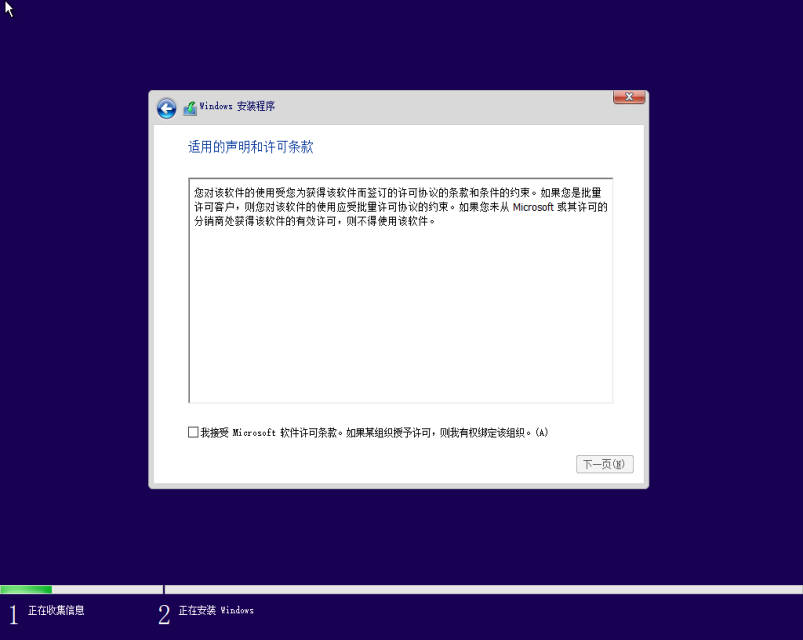 Windows 安装程序
适用的声明和许可条款
您对该软件的使用受您为获得该软件而签订的许可协议的条款和条件的约束。如果您是批量
许可客户，则您对该软件的使用应受批量许可协议的约束。如果您未从 Microsoft 或其许可的
分销商处获得该软件的有效许可，则不得使用该软件。
我接受 Microsoft 软件许可条款。如果某组织授予许可，则我有权绑定该组织。(A)
下一页(N)
1 正在收集信息
2 正在安装 Windows